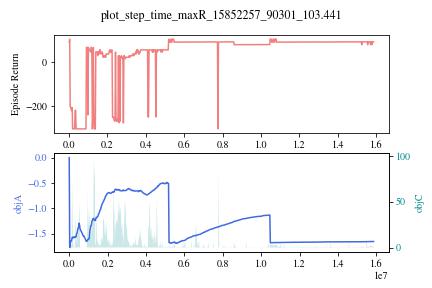 plot_step_time_maxR_15852257_90301_103.441
Episode Return
0
−200
0.0 0.2 0.4 0.6 0.8 1.0 1.2 1.4 1.6
objA
0.0
−0.5
−1.0
−1.5
100
50
0
objC
0.0 0.2 0.4 0.6 0.8 1.0 1.2 1.4 1.6
1e7